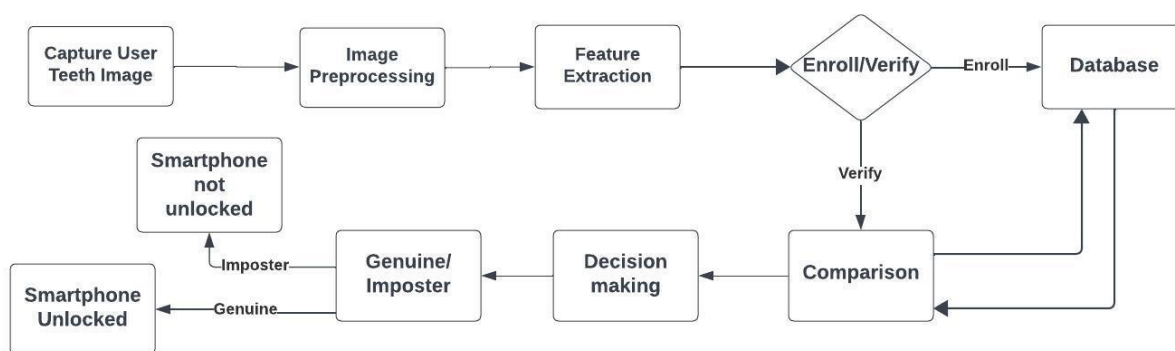 Capture User
Teeth Image
Image
Preprocessing
Feature
Extraction
Enroll/Verify
Enroll
Database
Verify
Smartphone
not
unlocked
Imposter
Genuine/
Imposter
Decision
making
Comparison
Smartphone
Unlocked
Genuine